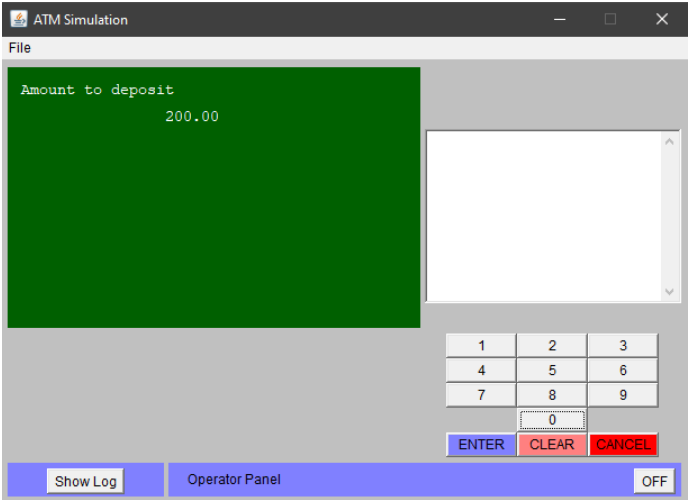 ATM Simulation
File
Amount to deposit
200.00
1 2 3
4 5 6
7 8 9
0
ENTER CLEAR CANCEL
Show Log Operator Panel OFF